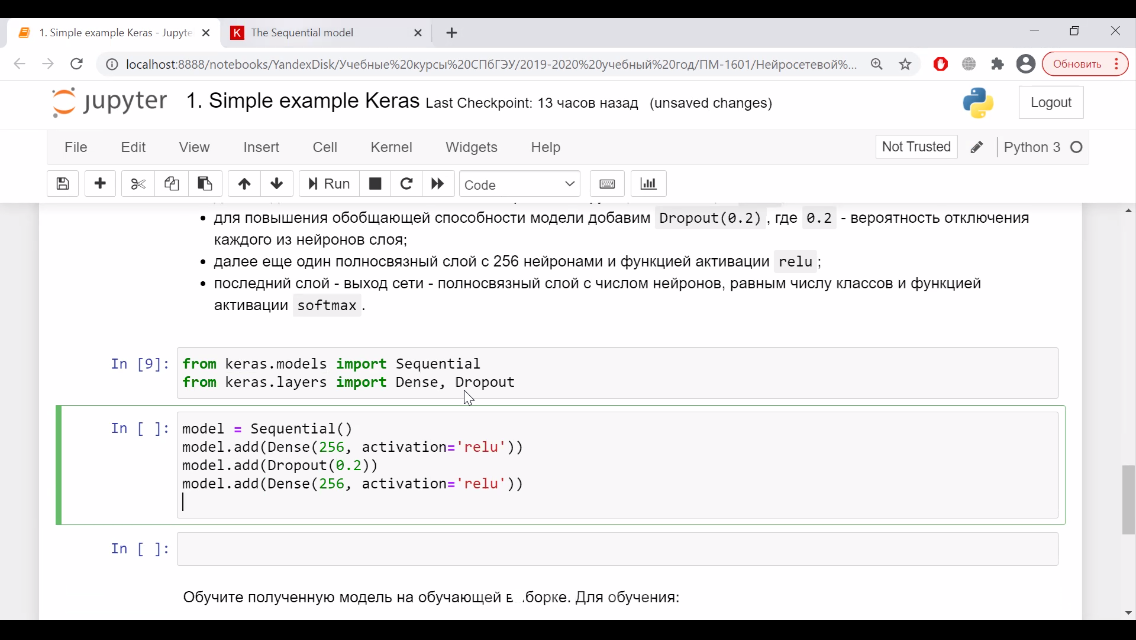 1. Simple example Keras - Jupyte
The Sequential model
localhost:8888/notebooks/YandexDisk/Учебные%20курсы%20СПбГЭУ/2019-2020%20учебный%20год/ПМ-1601/Нейросетевой%...
Обновить
jupyter 1. Simple example Keras Last Checkpoint: 13 часов назад (unsaved changes)
Logout
File Edit View Insert Cell Kernel Widgets Help
Not Trusted
Python 3
Run
Code
для повышения обобщающей способности модели добавим Dropout(0.2), где 0.2 - вероятность отключения
каждого из нейронов слоя;
далее еще один полносвязный слой с 256 нейронами и функцией активации relu;
последний слой - выход сети - полносвязный слой с числом нейронов, равным числу классов и функцией
активации softmax.
In [9]: from keras.models import Sequential
from keras.layers import Dense, Dropout
In [ ]: model = Sequential()
model.add(Dense(256, activation='relu'))
model.add(Dropout(0.2))
model.add(Dense(256, activation='relu'))
In [ ]:
Обучите полученную модель на обучающей борке. Для обучения: